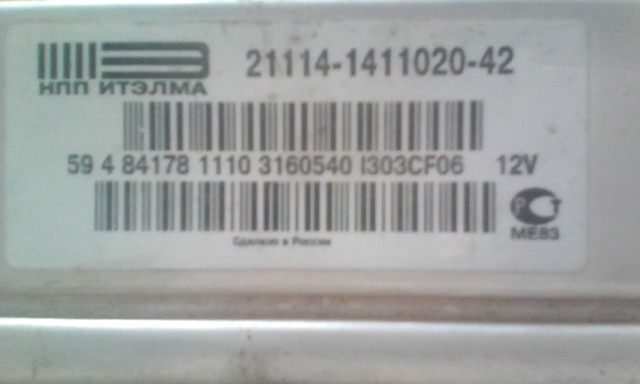 21114-1411020-42
НПП ИТЭЛМА
59 4 84178 1110 3160540 I303CF06 12V
РСТ
МЕ83
Сделано в России